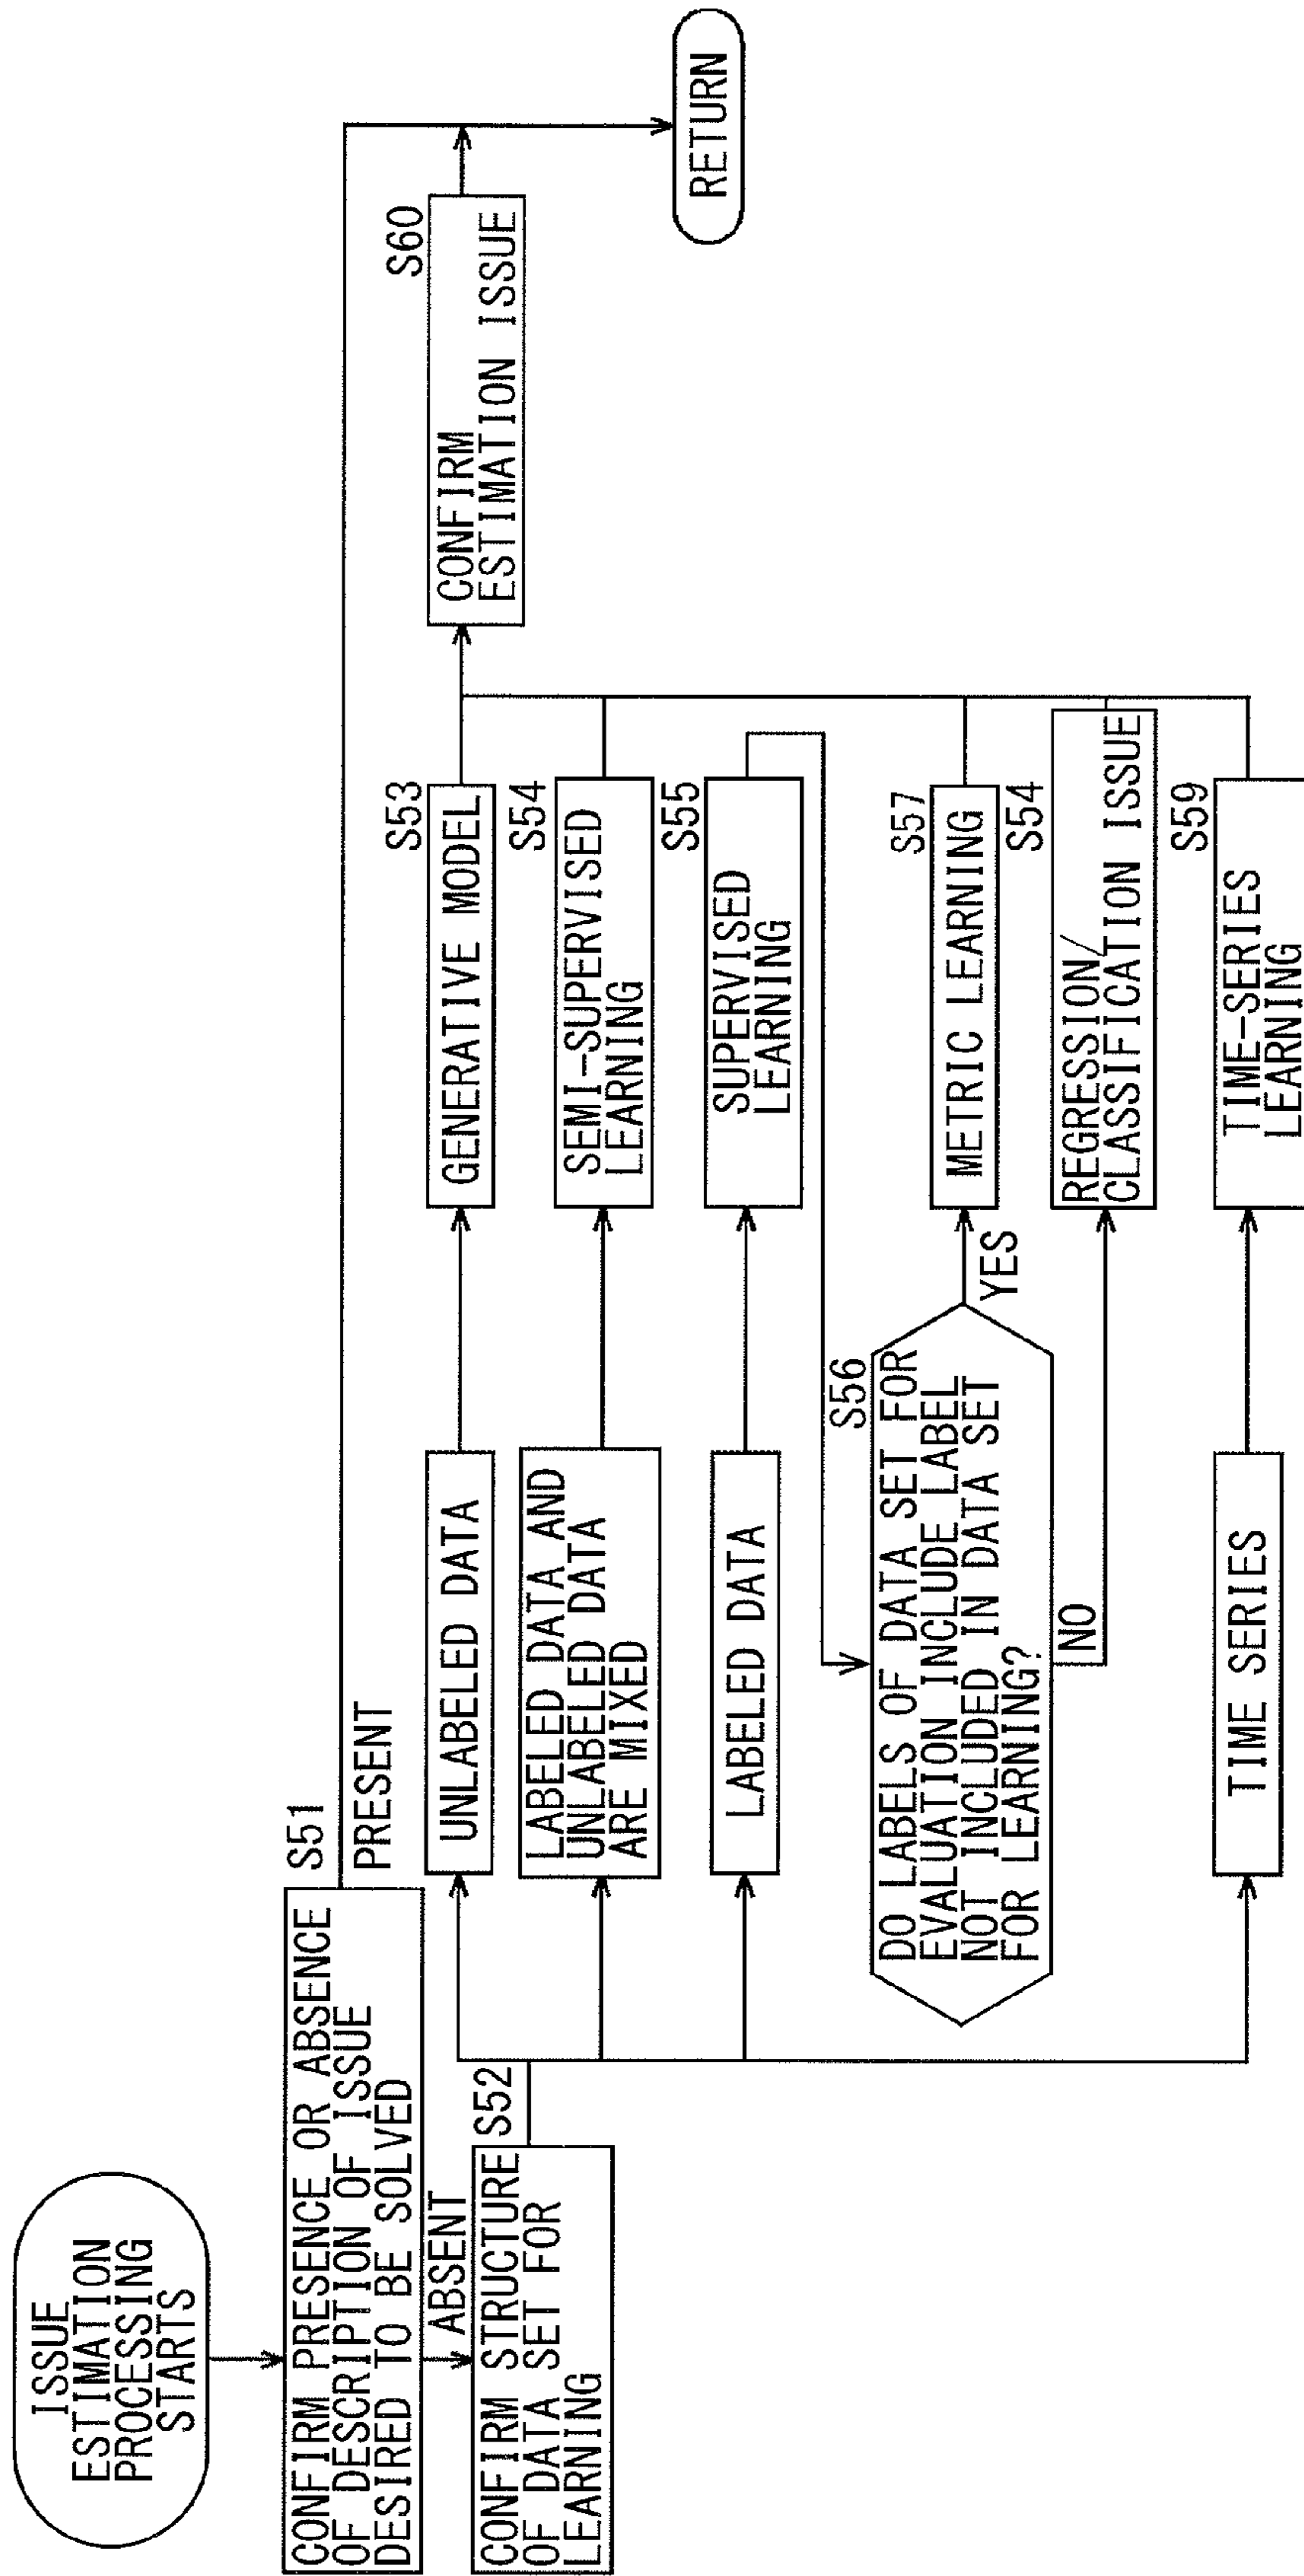 ISSUE
ESTIMATION
PROCESSING
STARTS
S51
CONFIRM PRESENCE OR ABSENCE
OF DESCRIPTION OF ISSUE
DESIRED TO BE SOLVED
PRESENT
ABSENT
S52
CONFIRM STRUCTURE
OF DATA SET FOR
LEARNING
UNLABELED DATA
S53
GENERATIVE MODEL
LABELED DATA AND
UNLABELED DATA
ARE MIXED
S54
SEMI-SUPERVISED
LEARNING
LABELED DATA
S55
SUPERVISED
LEARNING
S56
DO LABELS OF DATA SET FOR
EVALUATION INCLUDE LABEL
NOT INCLUDED IN DATA SET
FOR LEARNING?
YES
NO
S57
METRIC LEARNING
S54
REGRESSION/
CLASSIFICATION ISSUE
TIME SERIES
S59
TIME-SERIES
LEARNING
S60
CONFIRM
ESTIMATION ISSUE
RETURN